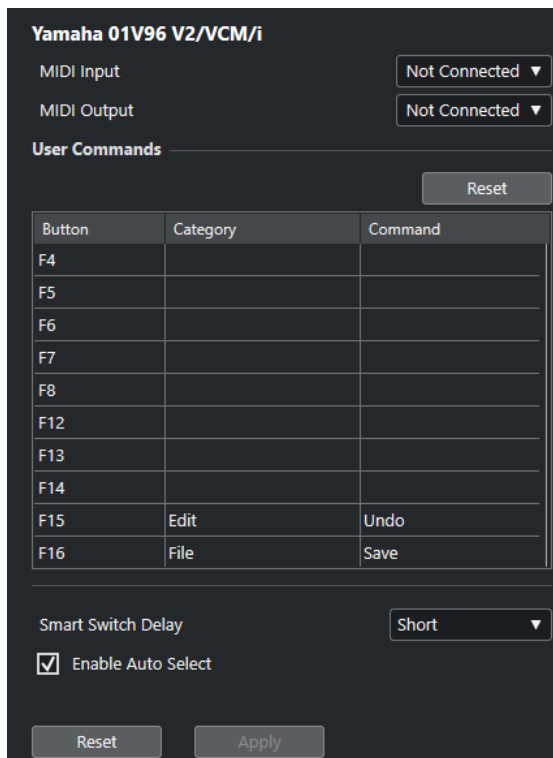 Yamaha 01V96 V2/VCM/i
MIDI Input Not Connected
MIDI Output Not Connected
User Commands
Reset
Button Category Command
F4
F5
F6
F7
F8
F12
F13
F14
F15 Edit Undo
F16 File Save
Smart Switch Delay Short
Enable Auto Select
Reset Apply